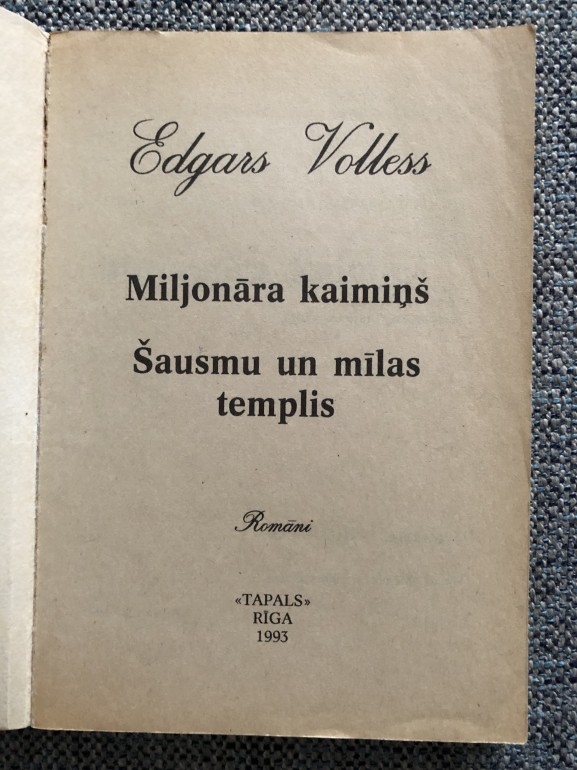 Edgars Volless
Miljonāra kaimiņš
Šausmu un mīlas
templis
Romāni
«TAPALS»
RĪGA
1993